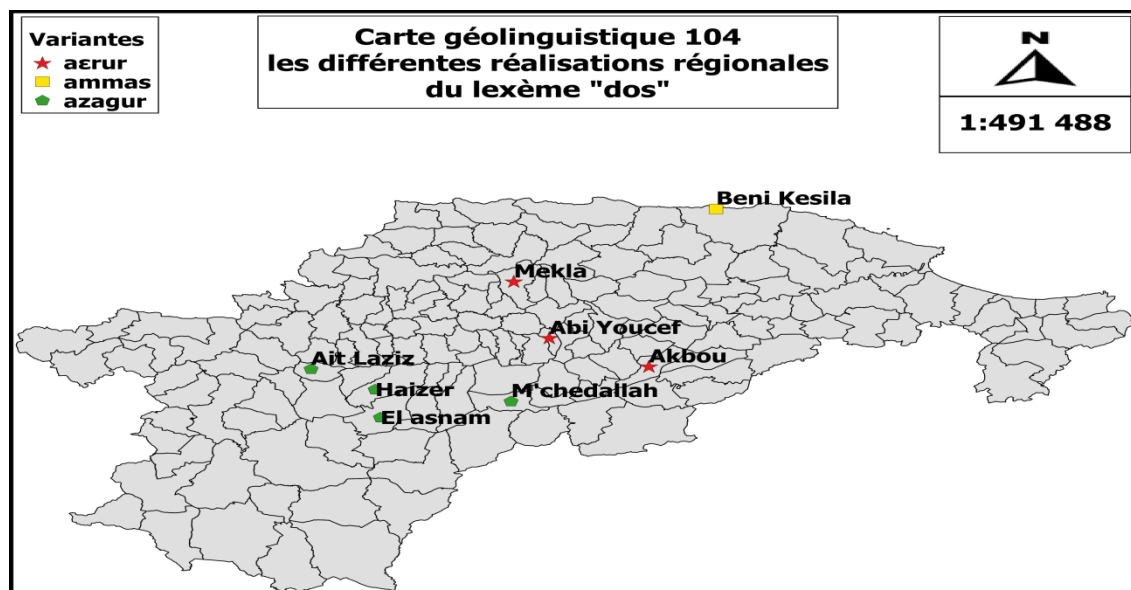 Variantes
aɛrur
ammas
azagur
Carte géolinguistique 104
les différentes réalisations régionales
du lexème "dos"
N
1:491 488
Beni Kesila
Mekla
Abi Youcef
Akbou
Ait Laziz
Haizer
M'chedallah
El asnam